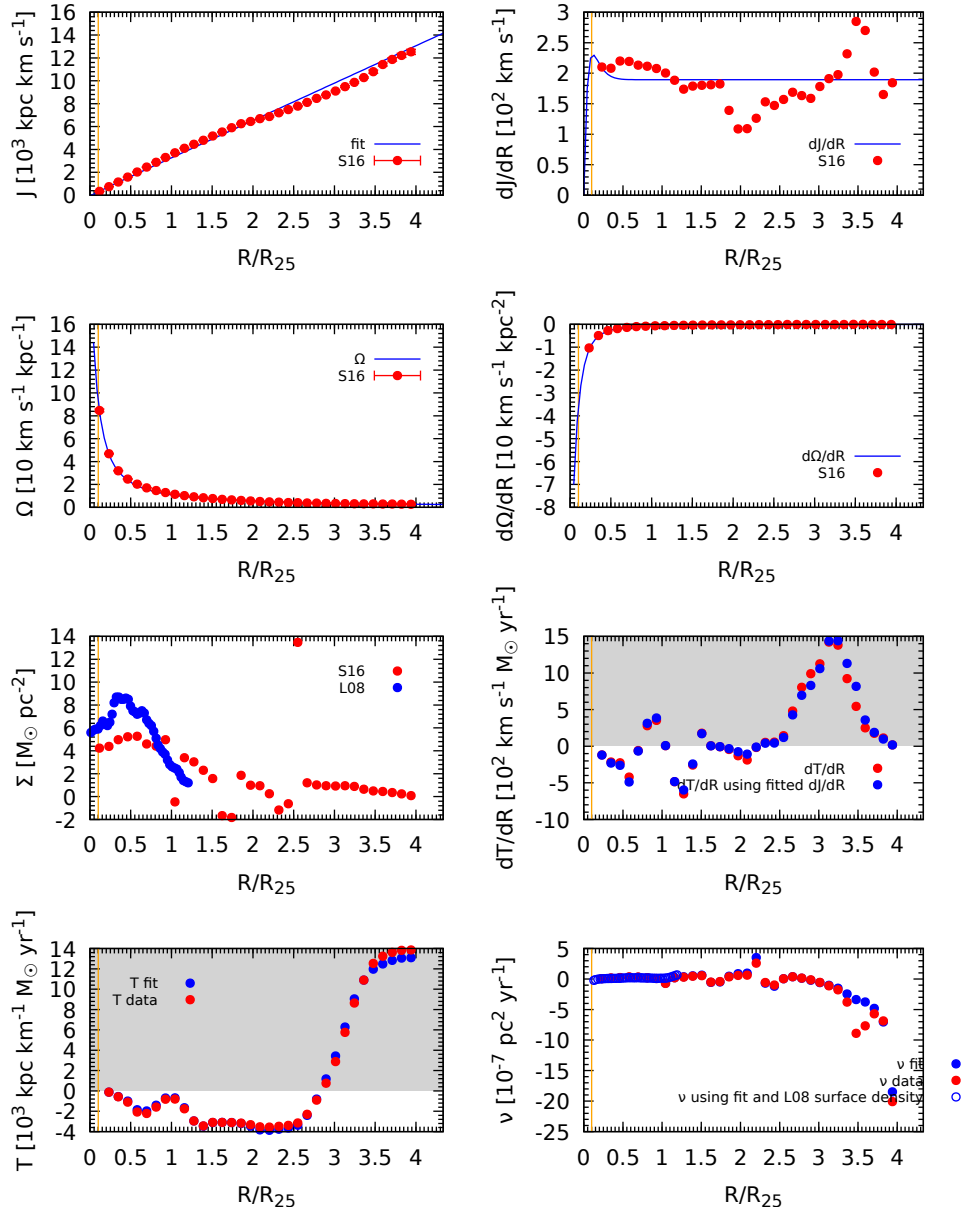 J [10³ kpc km s⁻¹]
16
14
12
10
8
6
4
2
0
fit
S16
0 0.5 1 1.5 2 2.5 3 3.5 4
R/R₂₅
dJ/dR [10² km s⁻¹]
3
2.5
2
1.5
1
0.5
0
dJ/dR
S16
0 0.5 1 1.5 2 2.5 3 3.5 4
R/R₂₅
Ω [10 km s⁻¹ kpc⁻¹]
16
14
12
10
8
6
4
2
0
Ω
S16
0 0.5 1 1.5 2 2.5 3 3.5 4
R/R₂₅
dΩ/dR [10 km s⁻¹ kpc⁻²]
0
-1
-2
-3
-4
-5
-6
-7
-8
dΩ/dR
S16
0 0.5 1 1.5 2 2.5 3 3.5 4
R/R₂₅
Σ [M☉ pc⁻²]
14
12
10
8
6
4
2
0
-2
S16
L08
0 0.5 1 1.5 2 2.5 3 3.5 4
R/R₂₅
dT/dR [10² km s⁻¹ M☉ yr⁻¹]
15
10
5
0
-5
-10
dT/dR
dT/dR using fitted dJ/dR
0 0.5 1 1.5 2 2.5 3 3.5 4
R/R₂₅
T [10³ kpc km⁻¹ M☉ yr⁻¹]
14
12
10
8
6
4
2
0
-2
-4
T fit
T data
0 0.5 1 1.5 2 2.5 3 3.5 4
R/R₂₅
ν [10⁻⁷ pc² yr⁻¹]
5
0
-5
-10
-15
-20
-25
ν fit
ν data
ν using fit and L08 surface density
0 0.5 1 1.5 2 2.5 3 3.5 4
R/R₂₅